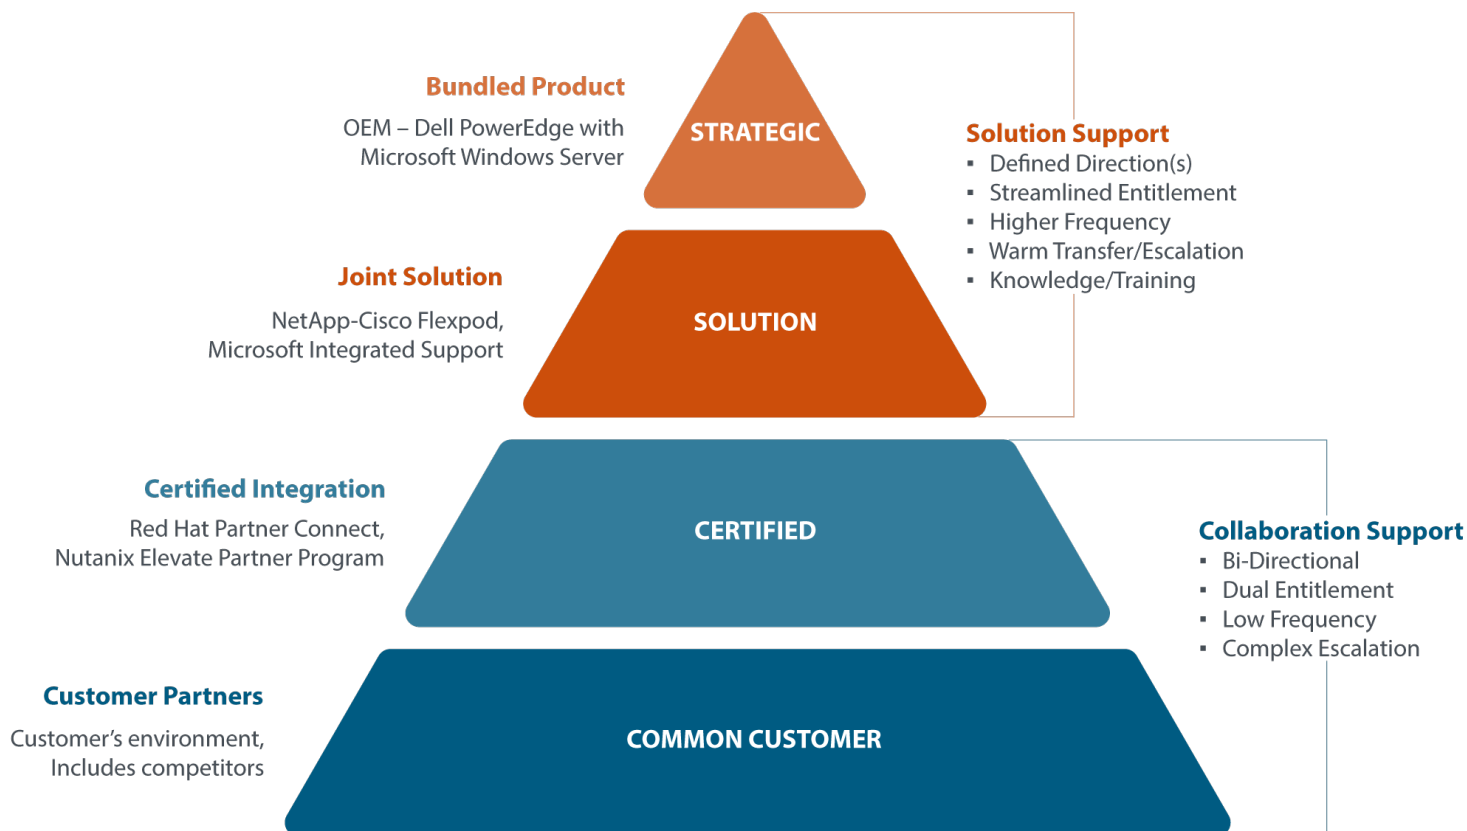 Bundled Product
OEM – Dell PowerEdge with
Microsoft Windows Server
STRATEGIC
Solution Support
▪ Defined Direction(s)
▪ Streamlined Entitlement
▪ Higher Frequency
▪ Warm Transfer/Escalation
▪ Knowledge/Training
Joint Solution
NetApp-Cisco Flexpod,
Microsoft Integrated Support
SOLUTION
Certified Integration
Red Hat Partner Connect,
Nutanix Elevate Partner Program
CERTIFIED
Collaboration Support
▪ Bi-Directional
▪ Dual Entitlement
▪ Low Frequency
▪ Complex Escalation
Customer Partners
Customer’s environment,
Includes competitors
COMMON CUSTOMER